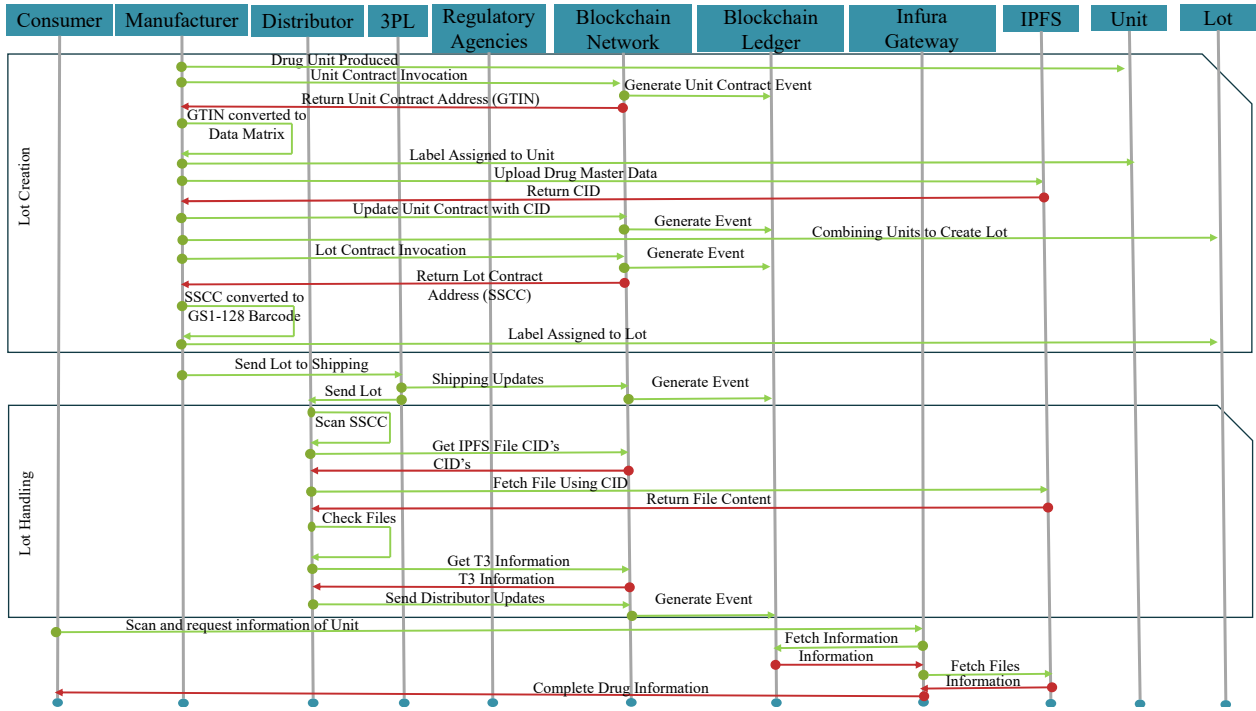 Consumer
Manufacturer
Distributor
3PL
Regulatory
Agencies
Blockchain
Network
Blockchain
Ledger
Infura
Gateway
IPFS
Unit
Lot
Lot Creation
Drug Unit Produced
Unit Contract Invocation
Generate Unit Contract Event
Return Unit Contract Address (GTIN)
GTIN converted to
Data Matrix
Label Assigned to Unit
Upload Drug Master Data
Return CID
Update Unit Contract with CID
Generate Event
Combining Units to Create Lot
Lot Contract Invocation
Generate Event
Return Lot Contract
Address (SSCC)
SSCC converted to
GS1-128 Barcode
Label Assigned to Lot
Send Lot to Shipping
Shipping Updates
Generate Event
Send Lot
Lot Handling
Scan SSCC
Get IPFS File CID's
CID's
Fetch File Using CID
Return File Content
Check Files
Get T3 Information
T3 Information
Send Distributor Updates
Generate Event
Scan and request information of Unit
Fetch Information
Information
Fetch Files
Information
Complete Drug Information